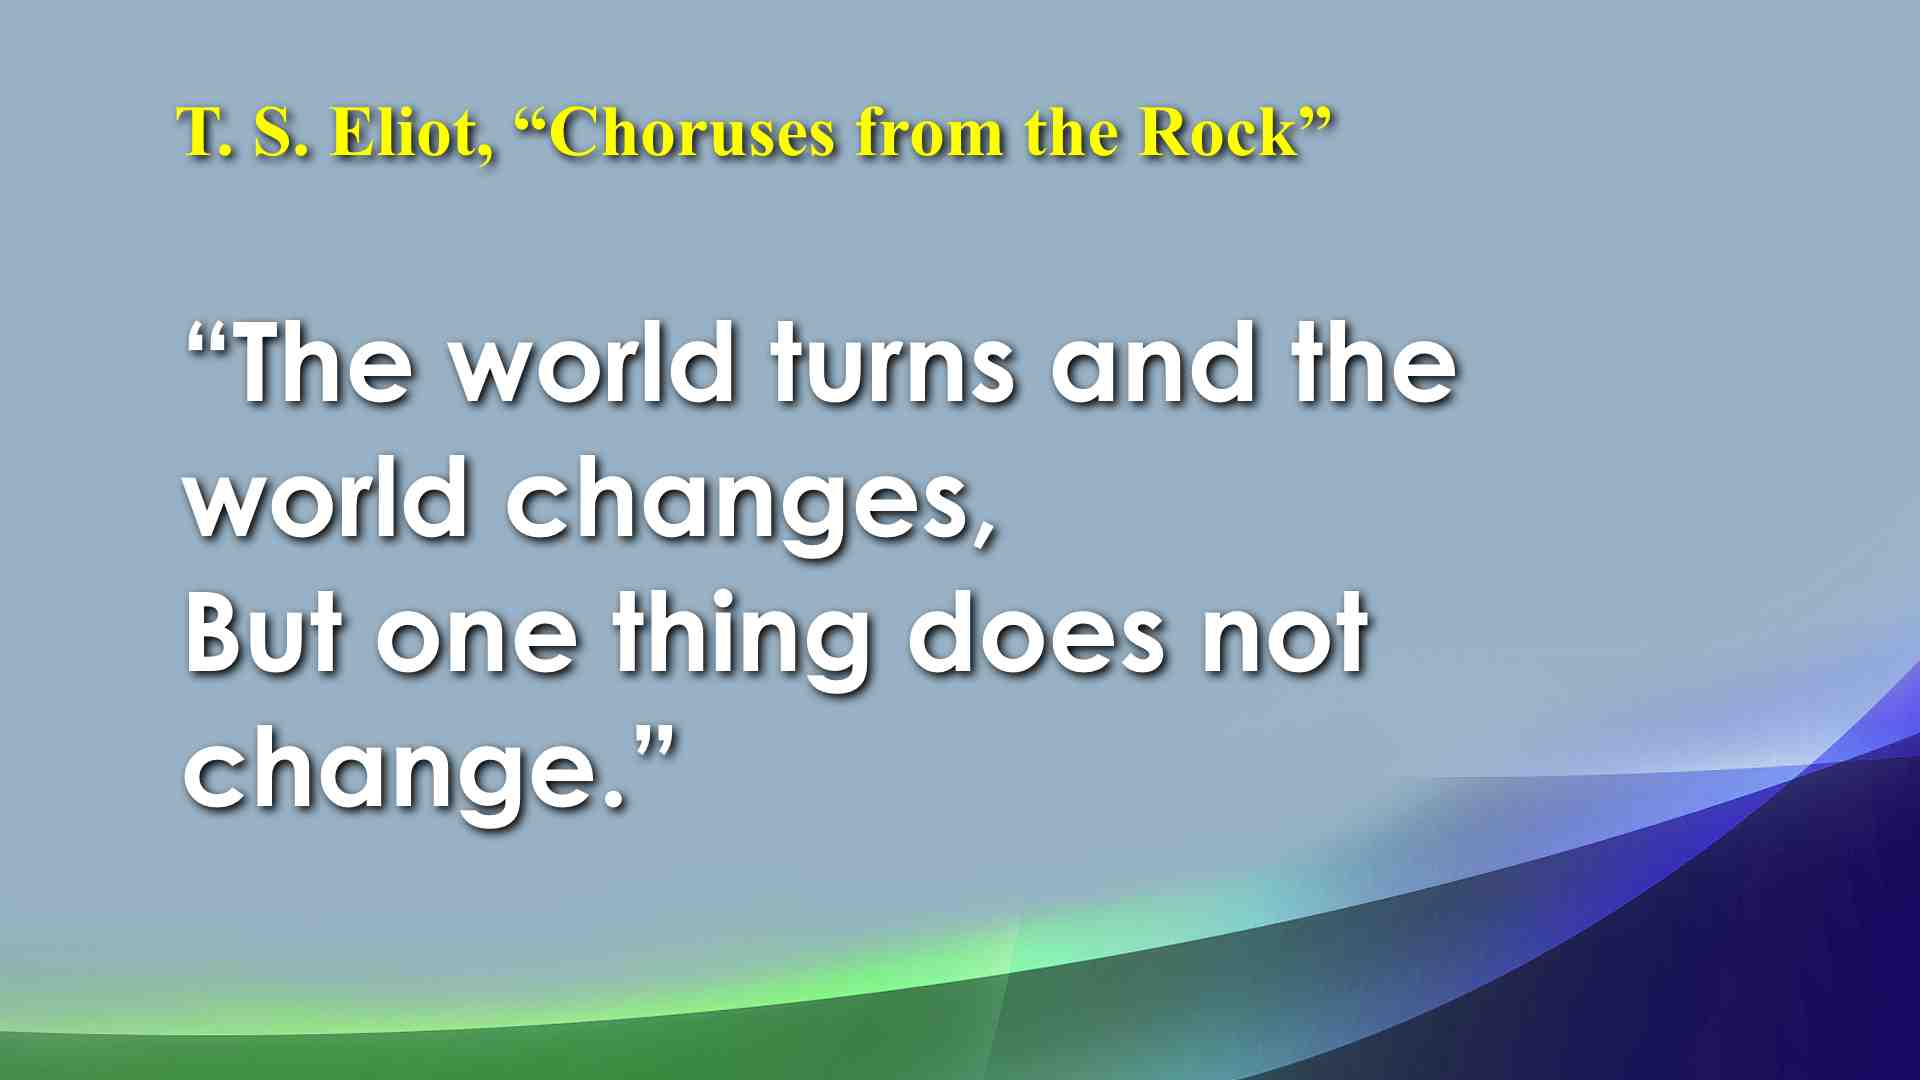 T. S. Eliot, “Choruses from the Rock”
“The world turns and the
world changes,
But one thing does not
change.”